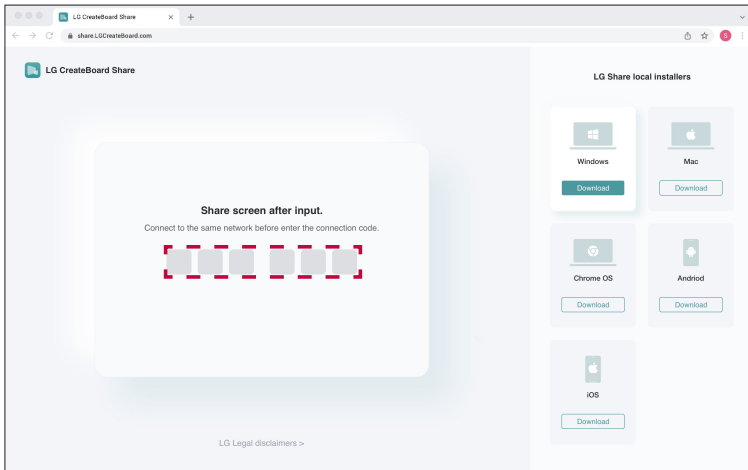 LG CreateBoard Share
share.LGCreateBoard.com
S
LG CreateBoard Share
Share screen after input.
Connect to the same network before enter the connection code.
LG Legal disclaimers >
LG Share local installers
Windows
Download
Mac
Download
Chrome OS
Download
Andriod
Download
iOS
Download